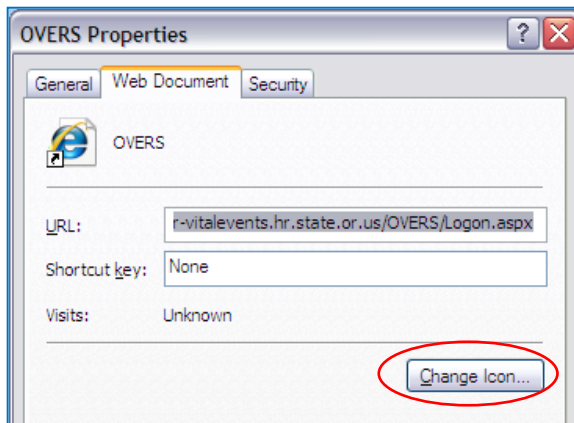 OVERS Properties
?
General Web Document Security
OVERS
URL: r-vitalevents.hr.state.or.us/OVERS/Logon.aspx
Shortcut key: None
Visits: Unknown
Change Icon...